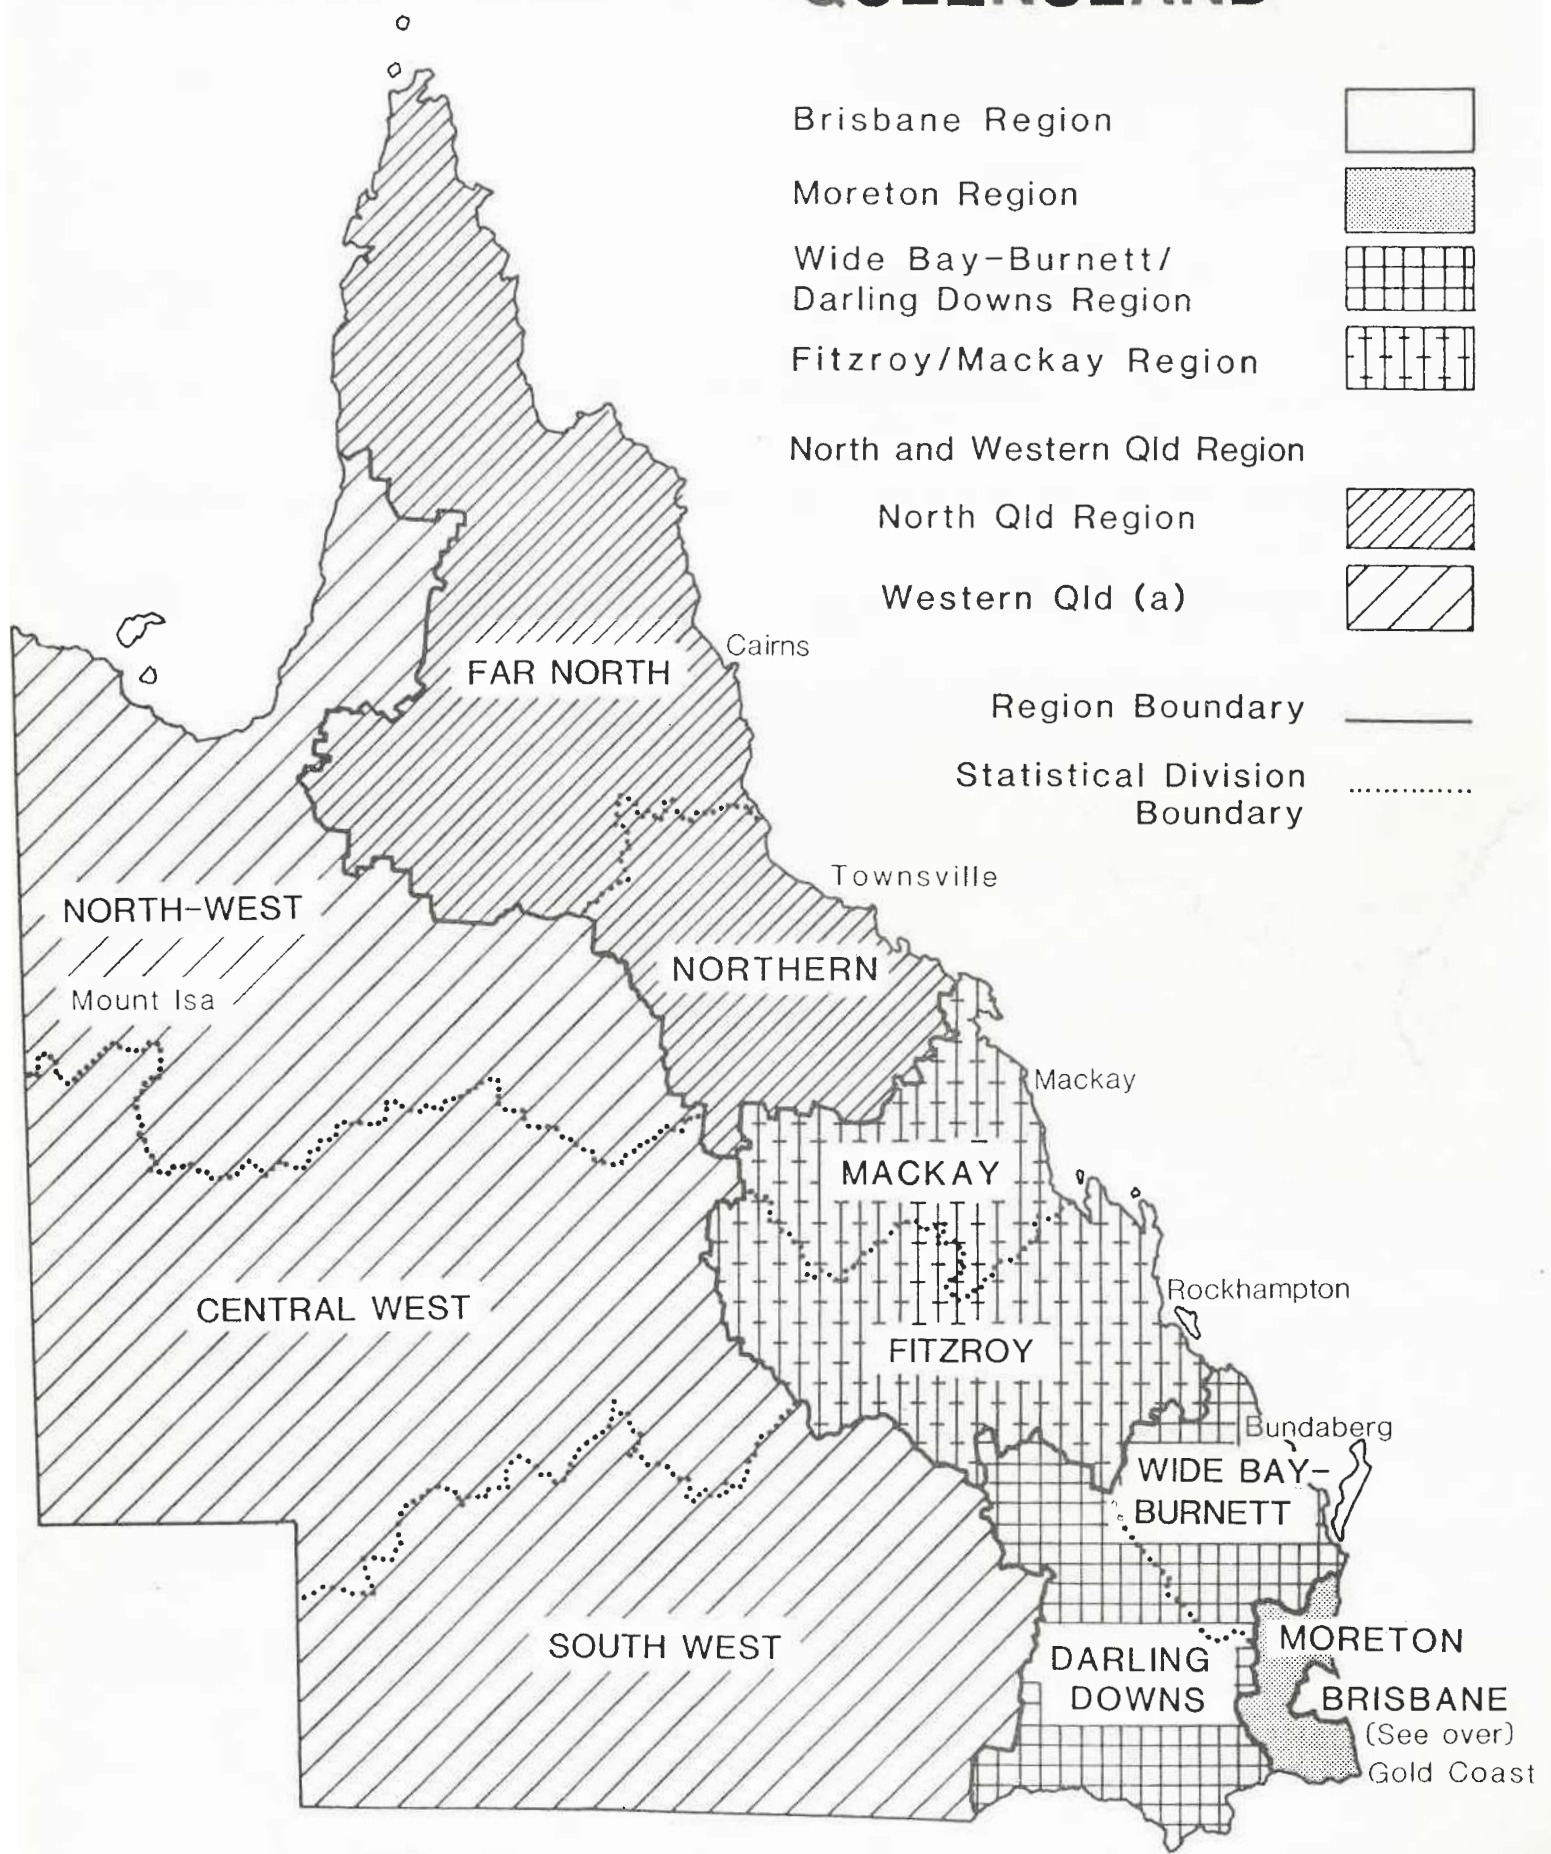 QUEENSLAND
Brisbane Region
Moreton Region
Wide Bay-Burnett/
Darling Downs Region
Fitzroy/Mackay Region
North and Western Qld Region
North Qld Region
Western Qld (a)
Region Boundary
Statistical Division
Boundary
Cairns
FAR NORTH
Townsville
NORTH-WEST
Mount Isa
NORTHERN
Mackay
MACKAY
Rockhampton
CENTRAL WEST
FITZROY
Bundaberg
WIDE BAY-
BURNETT
SOUTH WEST
MORETON
DARLING
DOWNS
BRISBANE
(See over)
Gold Coast